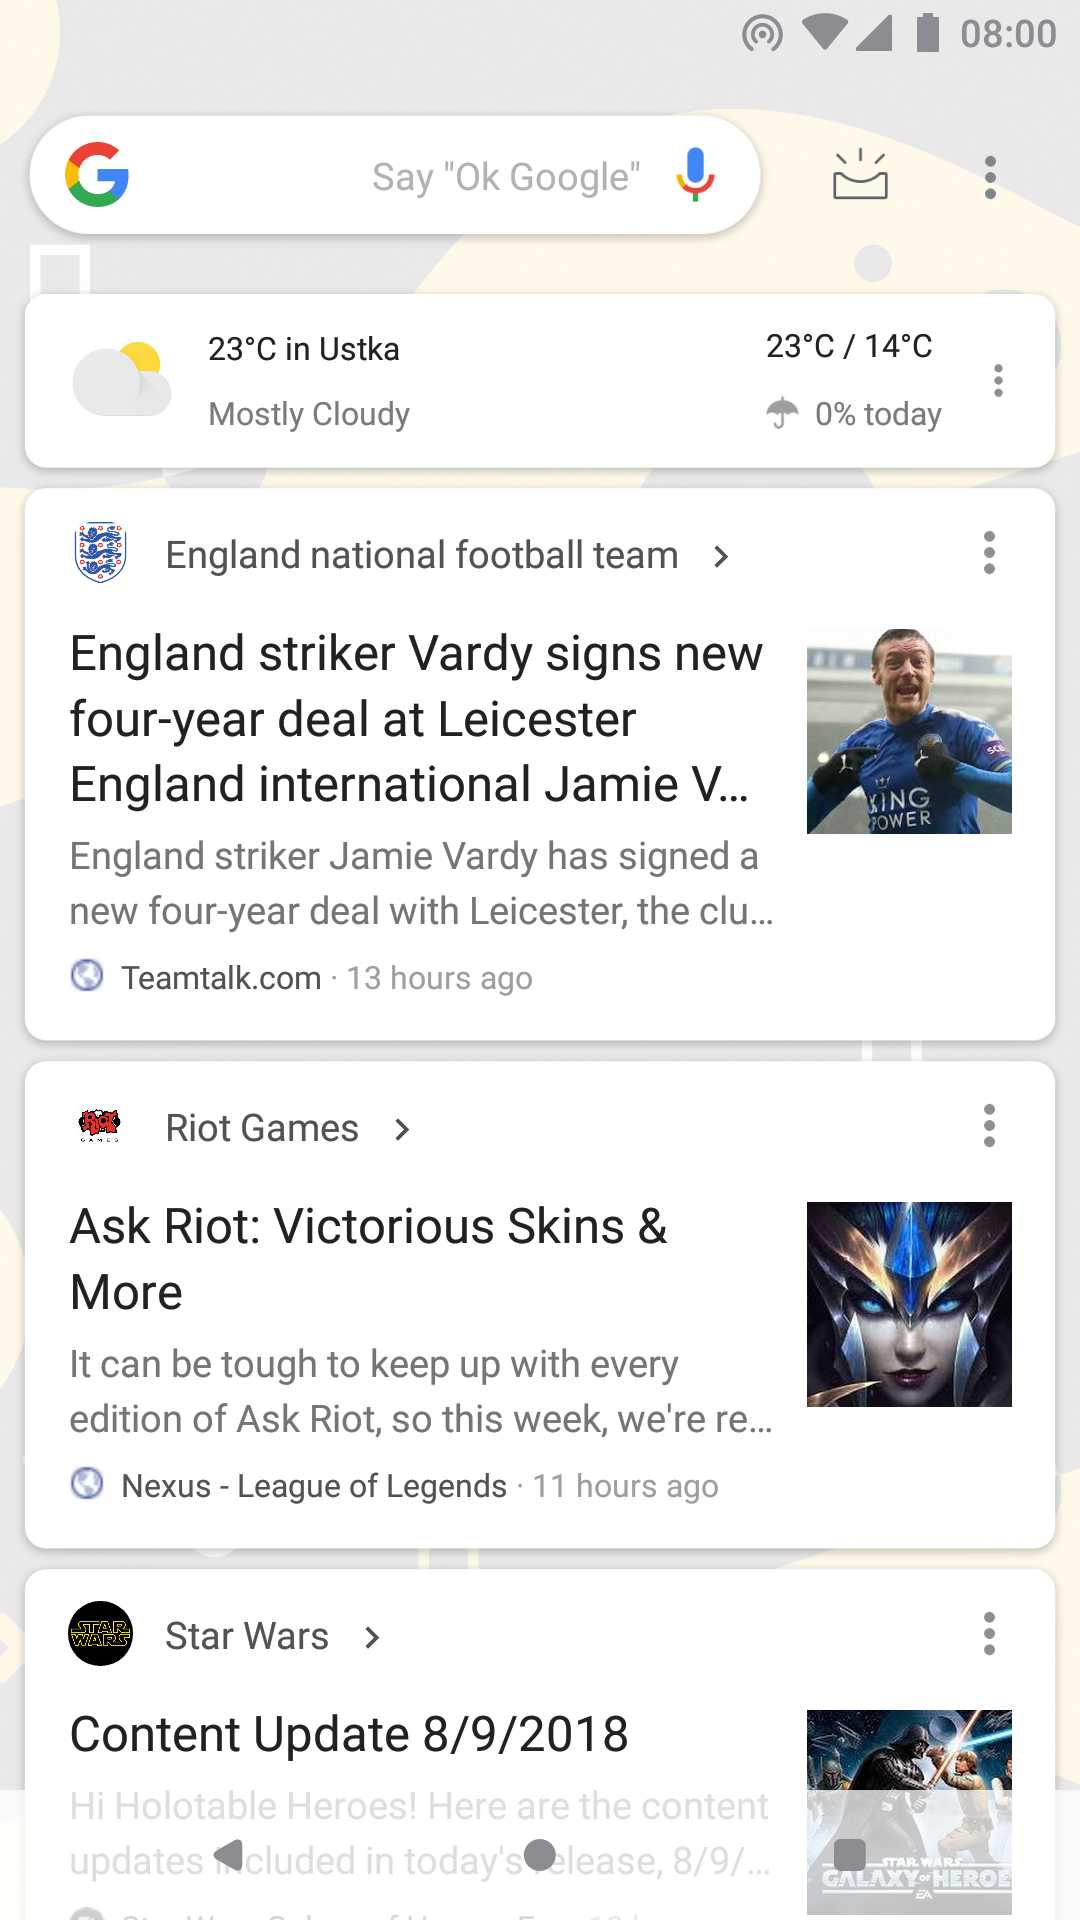 08:00
Say "Ok Google"
23°C in Ustka
23°C / 14°C
Mostly Cloudy
0% today
England national football team
England striker Vardy signs new
four-year deal at Leicester
England international Jamie V...
KING
POWER
England striker Jamie Vardy has signed a
new four-year deal with Leicester, the clu...
Teamtalk.com · 13 hours ago
RIOT
GAMES
Riot Games
Ask Riot: Victorious Skins &
More
It can be tough to keep up with every
edition of Ask Riot, so this week, we're re...
Nexus - League of Legends · 11 hours ago
STAR
WARS
Star Wars
Content Update 8/9/2018
Hi Holotable Heroes! Here are the content
updates included in today's release, 8/9/...
STAR WARS
GALAXY OF HEROES
EA